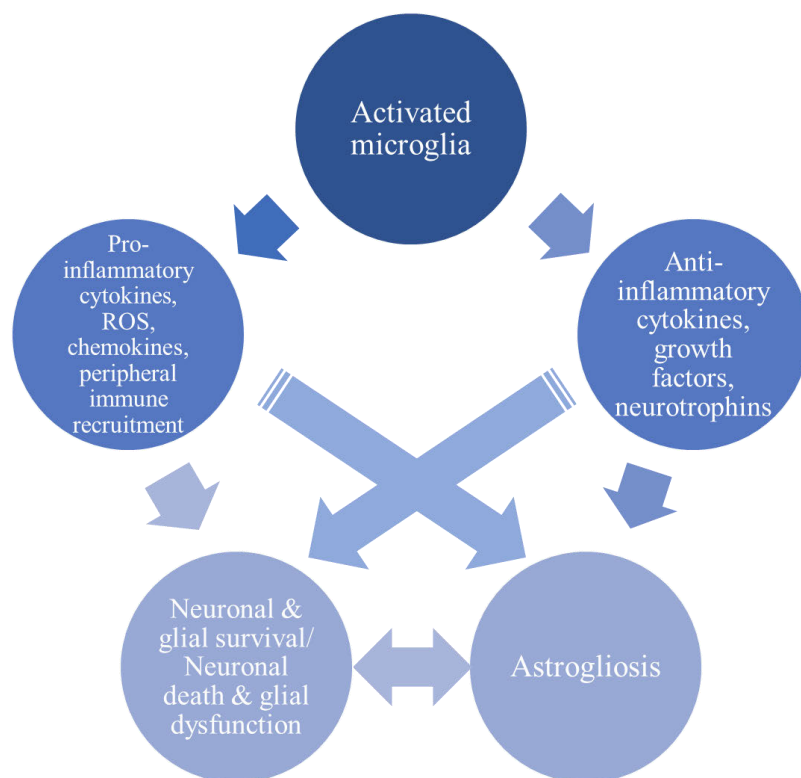 Activated
microglia
Pro-
inflammatory
cytokines,
ROS,
chemokines,
peripheral
immune
recruitment
Anti-
inflammatory
cytokines,
growth
factors,
neurotrophins
Neuronal &
glial survival/
Neuronal
death & glial
dysfunction
Astrogliosis